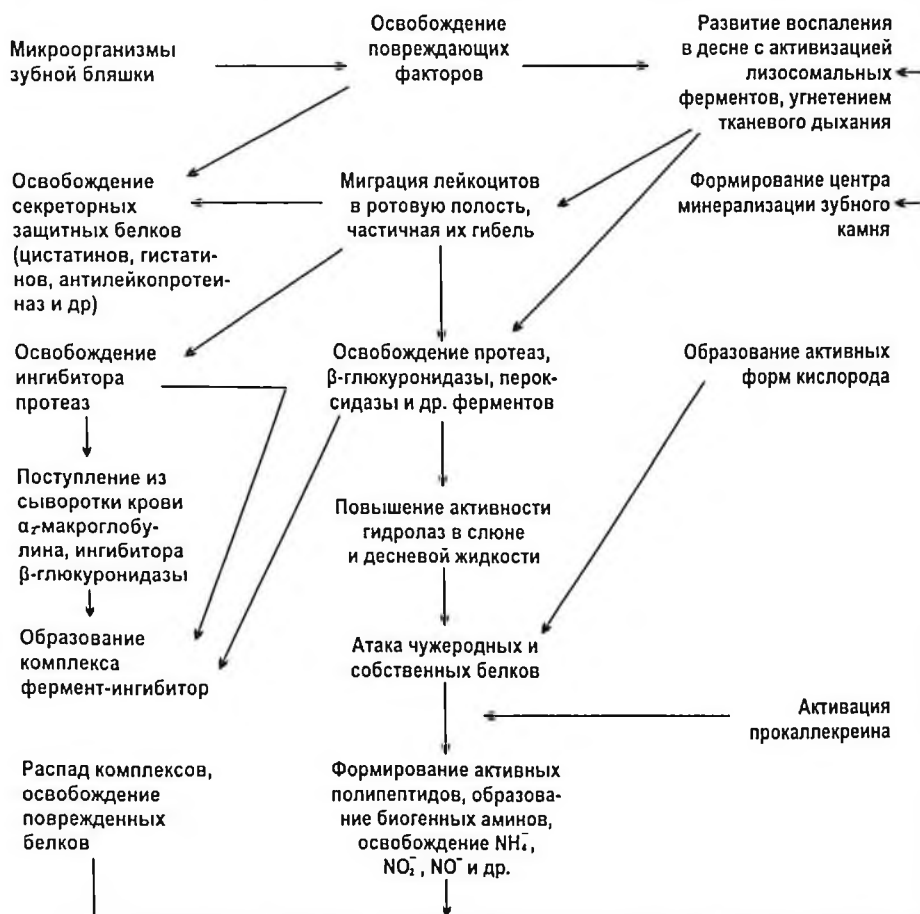 Микроорганизмы
зубной бляшки
Освобождение
повреждающих
факторов
Развитие воспаления
в десне с активизацией
лизосомальных
ферментов, угнетением
тканевого дыхания
Освобождение
секреторных
защитных белков
(цистатинов, гистати-
нов, антилейкопротеи-
наз и др)
Миграция лейкоцитов
в ротовую полость,
частичная их гибель
Формирование центра
минерализации зубного
камня
Освобождение
ингибитора
протеаз
Освобождение протеаз,
β-глюкуронидазы, перок-
сидазы и др. ферментов
Образование активных
форм кислорода
Поступление из
сыворотки крови
α₂-макроглобу-
лина, ингибитора
β-глюкуронидазы
Повышение активности
гидролаз в слюне
и десневой жидкости
Образование
комплекса
фермент-ингибитор
Атака чужеродных и
собственных белков
Активация
прокаллекреина
Распад комплексов,
освобождение
поврежденных
белков
Формирование активных
полипептидов, образова-
ние биогенных аминов,
освобождение NH₄⁻,
NO₂⁻, NO⁻ и др.